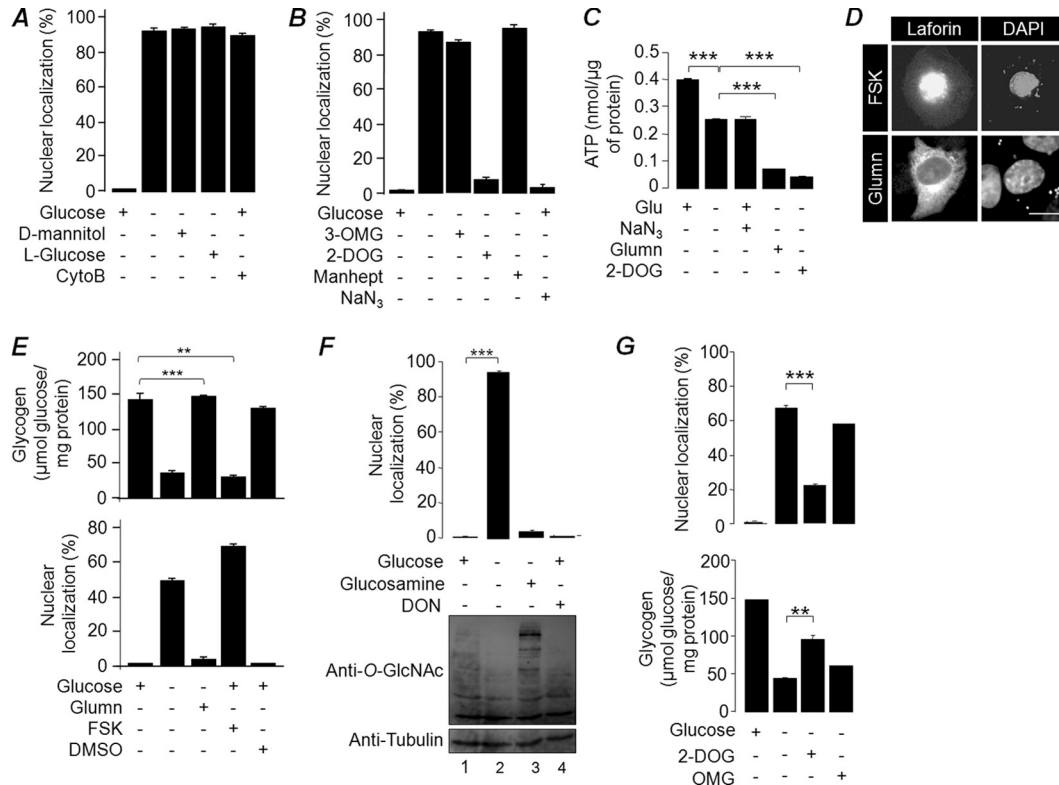 A
Nuclear localization (%)
100
80
60
40
20
0
Glucose + - - - +
D-mannitol - - + - -
L-Glucose - - - + -
CytoB - - - - +
B
Nuclear localization (%)
100
80
60
40
20
0
Glucose + - - - - +
3-OMG - - + - - -
2-DOG - - - + - -
Manhept - - - - + -
NaN3 - - - - - +
C
ATP (nmol/µg
of protein)
0.5
0.4
0.3
0.2
0.1
0
*** ***
***
Glu + - + - -
NaN3 - - + - -
Glumn - - - + -
2-DOG - - - - +
D
Laforin DAPI
FSK
Glumn
E
Glycogen
(µmol glucose/
mg protein)
200
150
100
50
0
**
***
Nuclear
localization (%)
80
60
40
20
0
Glucose + - - + +
Glumn - - + - -
FSK - - - + -
DMSO - - - - +
F
Nuclear
localization (%)
100
80
60
40
20
0
***
Glucose + - - +
Glucosamine - - + -
DON - - - +
Anti-O-GlcNAc
Anti-Tubulin
1 2 3 4
G
Nuclear localization (%)
100
80
60
40
20
0
***
Glycogen
(µmol glucose/
mg protein)
200
150
100
50
0
**
Glucose + - - -
2-DOG - - + -
OMG - - - +